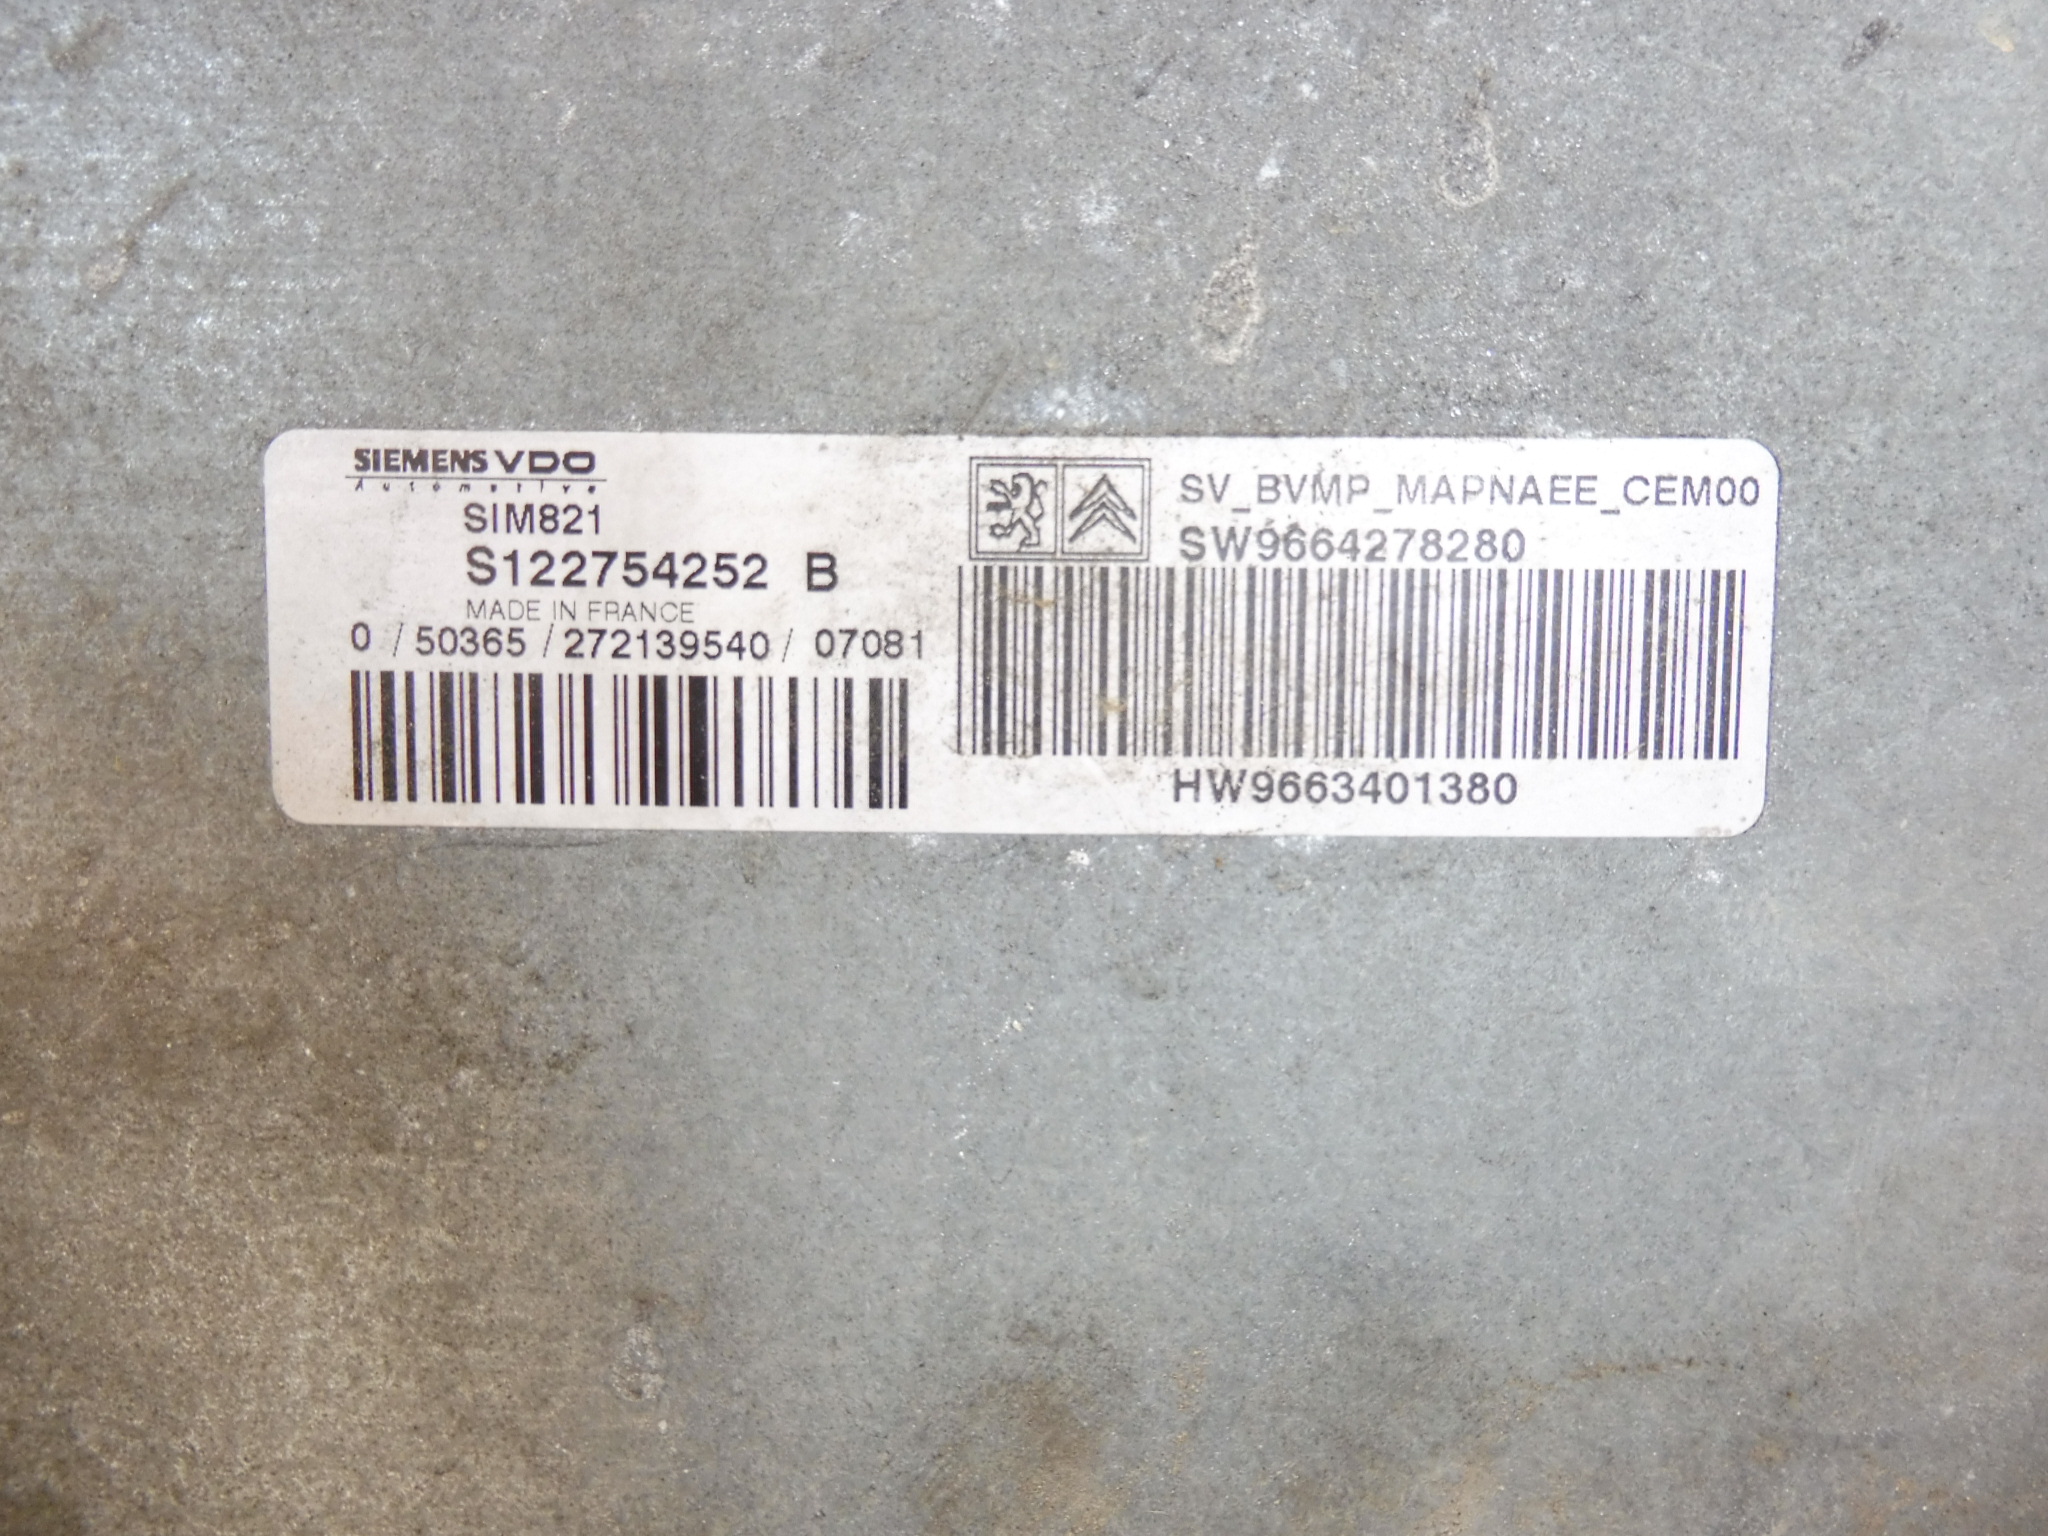 SIEMENS VDO
Automotive
SIM821
S122754252 B
MADE IN FRANCE
0 / 50365 / 272139540 / 07081
SV_BVMP_MAPNAEE_CEM00
SW9664278280
HW9663401380